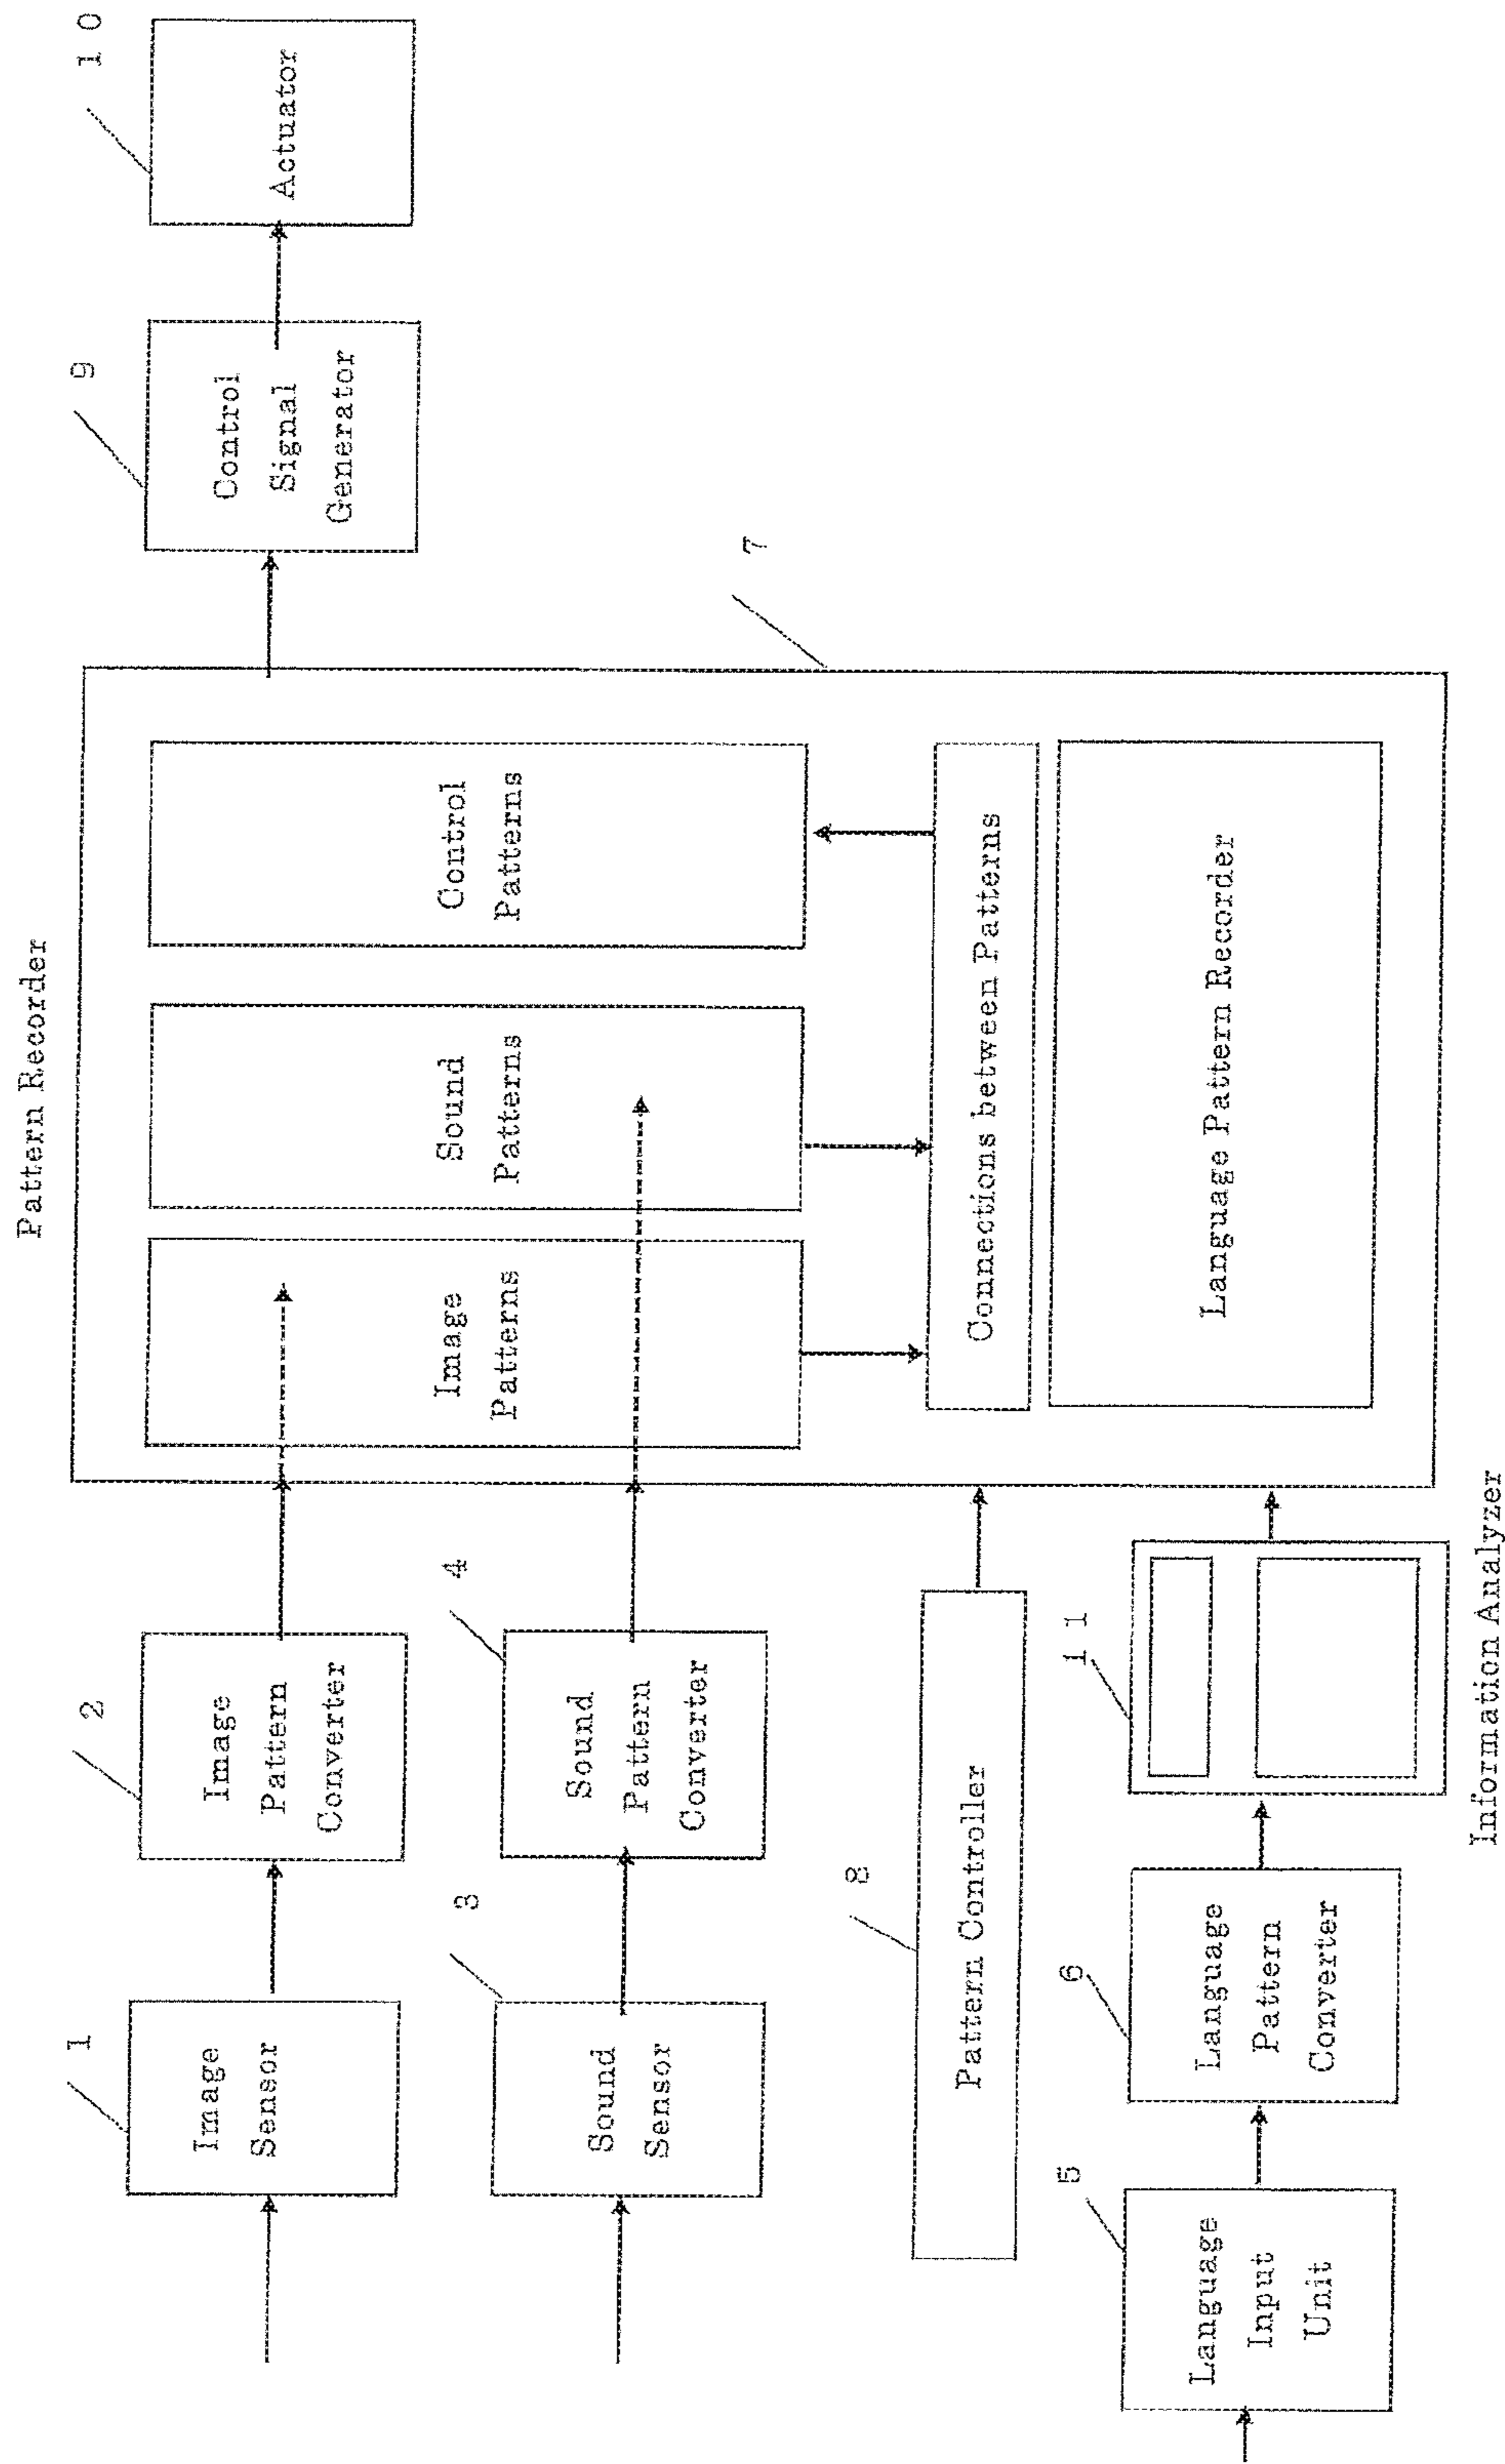 Pattern Recorder
1
Image
Sensor
2
Image
Pattern
Converter
3
Sound
Sensor
4
Sound
Pattern
Converter
Image
Patterns
Sound
Patterns
Control
Patterns
Connections between Patterns
Language Pattern Recorder
7
9
Control
Signal
Generator
10
Actuator
8
Pattern Controller
5
Language
Input
Unit
6
Language
Pattern
Converter
11
Information Analyzer